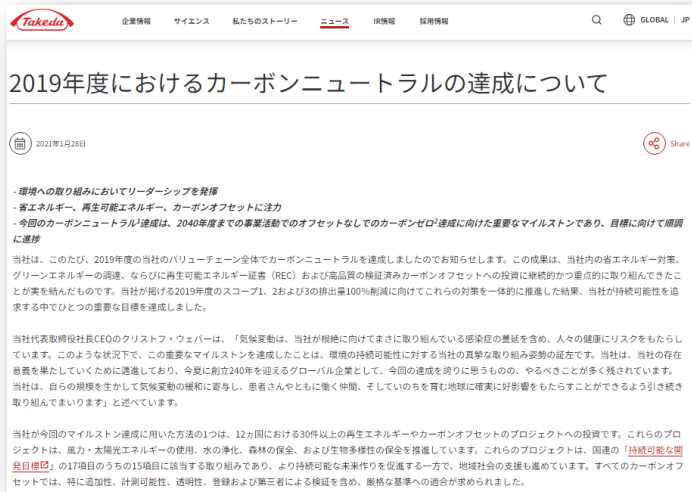 Takeda
企業情報 サイエンス 私たちのストーリー ニュース IR情報 採用情報 GLOBAL | JP
2019年度におけるカーボンニュートラルの達成について
2021年1月28日 Share
- 環境への取り組みにおいてリーダーシップを発揮
- 省エネルギー、再生可能エネルギー、カーボンオフセットに注力
- 今回のカーボンニュートラル¹達成は、2040年度までの事業活動でのオフセットなしでのカーボンゼロ²達成に向けた重要なマイルストンであり、目標に向けて順調
に進捗
当社は、このたび、2019年度の当社のバリューチェーン全体でカーボンニュートラルを達成しましたのでお知らせします。この成果は、当社内の省エネルギー対策、
グリーンエネルギーの調達、ならびに再生可能エネルギー証書（REC）および高品質の検証済みカーボンオフセットへの投資に継続的かつ重点的に取り組んできたこ
とが実を結んだものです。当社が掲げる2019年度のスコープ1、2および3の排出量100%削減に向けてこれらの対策を一体的に推進した結果、当社が持続可能性を追
求する中でひとつの重要な目標を達成しました。
当社代表取締役社長CEOのクリストフ・ウェバーは、「気候変動は、当社が根絶に向けてまさに取り組んでいる感染症の蔓延を含め、人々の健康にリスクをもたらし
ています。このような状況下で、この重要なマイルストンを達成したことは、環境の持続可能性に対する当社の真摯な取り組み姿勢の証左です。当社は、当社の存在
意義を果たしていくために邁進しており、今夏に創立240年を迎えるグローバル企業として、今回の達成を誇りに思うものの、やるべきことが多く残されています。
当社は、自らの規模を生かして気候変動の緩和に寄与し、患者さんやともに働く仲間、そしていのちを育む地球に確実に好影響をもたらすことができるよう引き続き
取り組んでまいります」と述べています。
当社が今回のマイルストン達成に用いた方法の1つは、12ヵ国における30件以上の再生エネルギーやカーボンオフセットのプロジェクトへの投資です。これらのプロ
ジェクトは、風力・太陽光エネルギーの使用、水の浄化、森林の保全、および生物多様性の保全を推進しています。これらのプロジェクトは、国連の「持続可能な開
発目標」の17項目のうちの15項目に該当する取り組みであり、より持続可能な未来作りを促進する一方で、地域社会の支援も進めています。すべてのカーボンオフ
セットでは、特に追加性、計測可能性、透明性、登録および第三者による検証を含め、厳格な基準への適合が求められました。